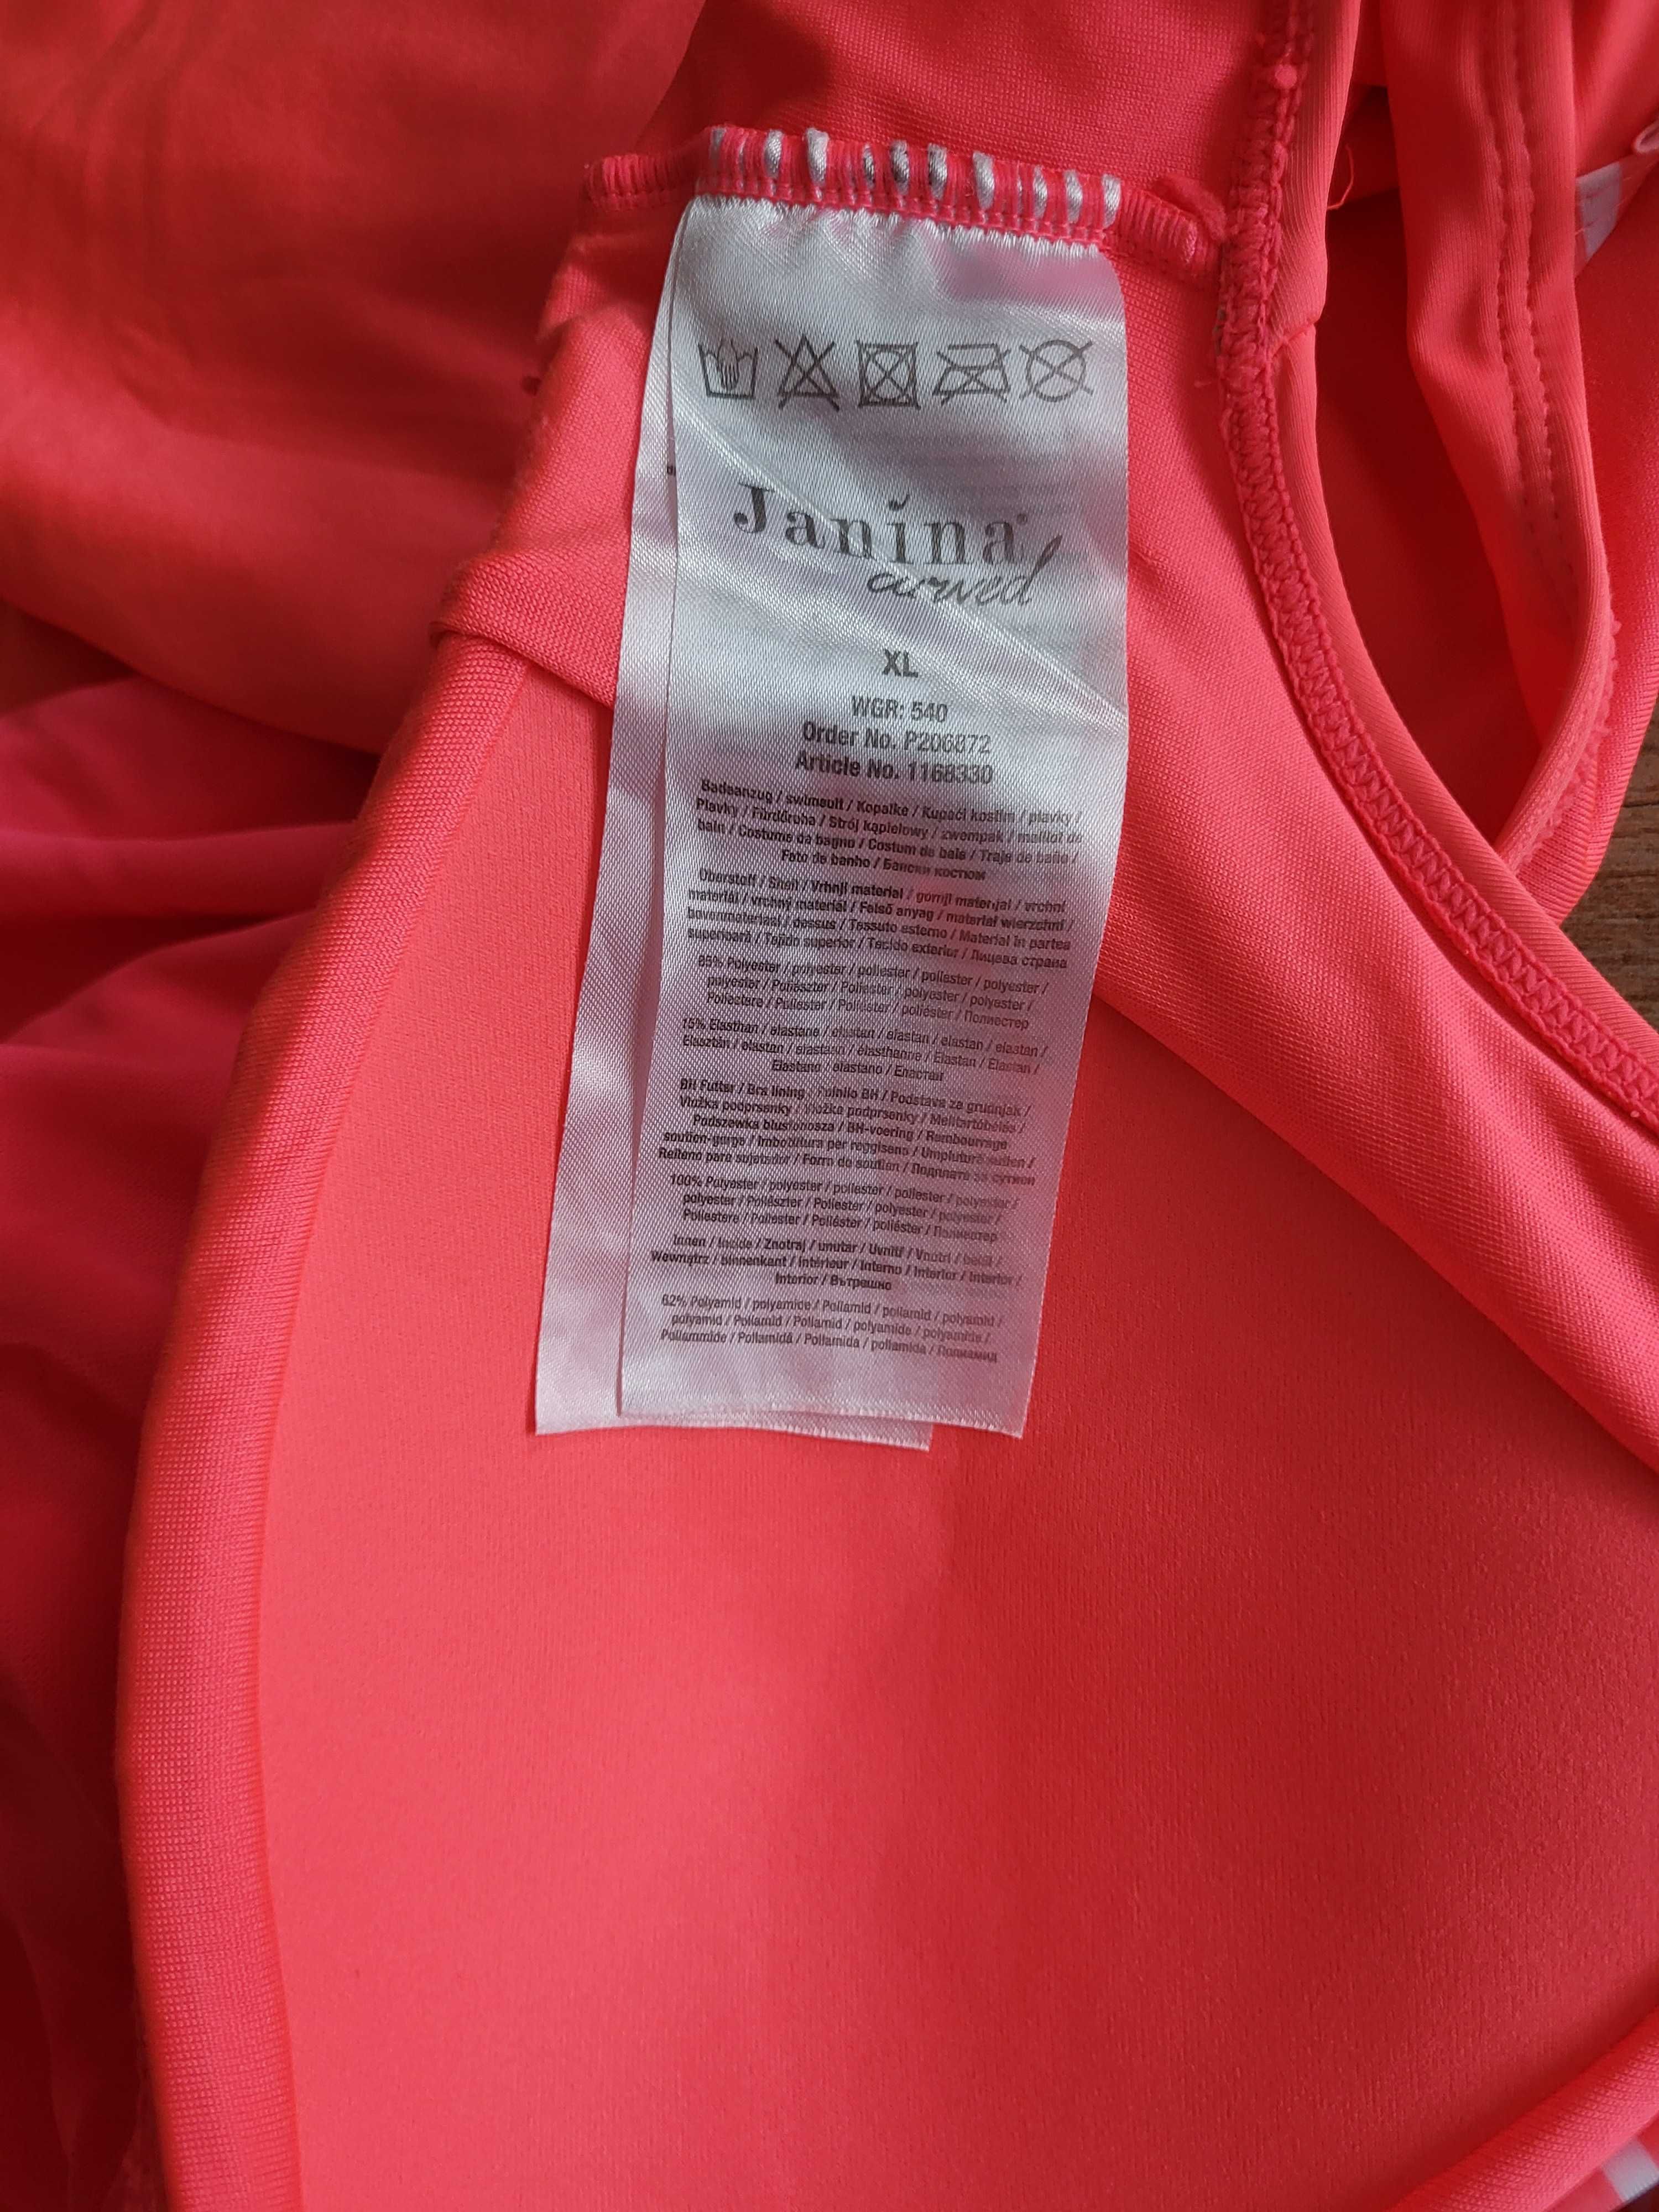 Janina®
curved
XL
WGR: 540
Order No. P206872
Article No. 1168330
Badeanzug / swimsuit / Kopalke / Kupaći kostim / plavky /
Plavky / Fürdőruha / Strój kąpielowy / zwempak / maillot de
bain / Costume da bagno / Costum de baie / Traje de baño /
Fato de banho / Бански костюм
Oberstoff / Shell / Vrhnji material / gornji materijal / vrchní
materiál / vrchný materiál / Felső anyag / materiał wierzchni /
bovenmateriaal / dessus / Tessuto esterno / Material în partea
superioară / Tejido superior / Tecido exterior / Лицева страна
85% Polyester / polyester / poliester / poliester / polyester /
polyester / Poliészter / Poliester / polyester / polyester /
Poliestere / Poliester / Poliéster / poliéster / Полиестер
15% Elasthan / elastane / elastan / elastan / elastan / elastan /
Elasztán / elastan / elastaan / élasthanne / Elastan / Elastan /
Elastano / elastano / Еластан
BH Futter / Bra lining / Polnilo BH / Podstava za grudnjak /
Vložka podprsenky / Vložka podprsenky / Melltartóbélés /
Podszewka biustonosza / BH-voering / Rembourrage
soutien-gorge / Imbottitura per reggiseno / Umplutură sutien /
Relleno para sujetador / Forro do soutien / Подплата за сутиен
100% Polyester / polyester / poliester / poliester / polyester /
polyester / Poliészter / Poliester / polyester / polyester /
Poliestere / Poliester / Poliéster / poliéster / Полиестер
Innen / Inside / Znotraj / unutar / Uvnitř / Vnútri / belül /
Wewnątrz / binnenkant / Intérieur / Interno / Interior / Interior /
Interior / Вътрешно
62% Polyamid / polyamide / Poliamid / poliamid / polyamid /
polyamid / Poliamid / Poliamid / polyamide / polyamide /
Poliammide / Poliamidă / Poliamida / poliamida / Полиамид